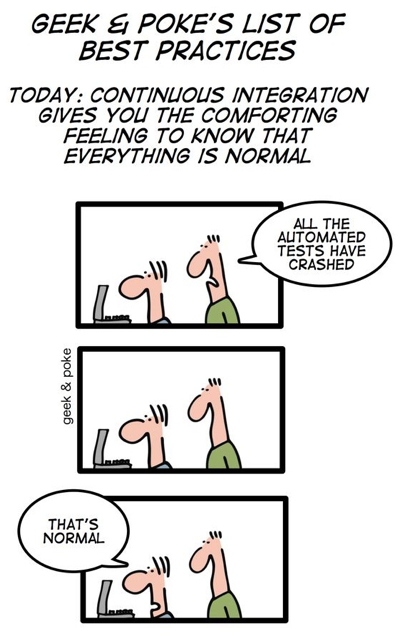 GEEK & POKE'S LIST OF
BEST PRACTICES
TODAY: CONTINUOUS INTEGRATION
GIVES YOU THE COMFORTING
FEELING TO KNOW THAT
EVERYTHING IS NORMAL
ALL THE
AUTOMATED
TESTS HAVE
CRASHED
geek & poke
THAT'S
NORMAL